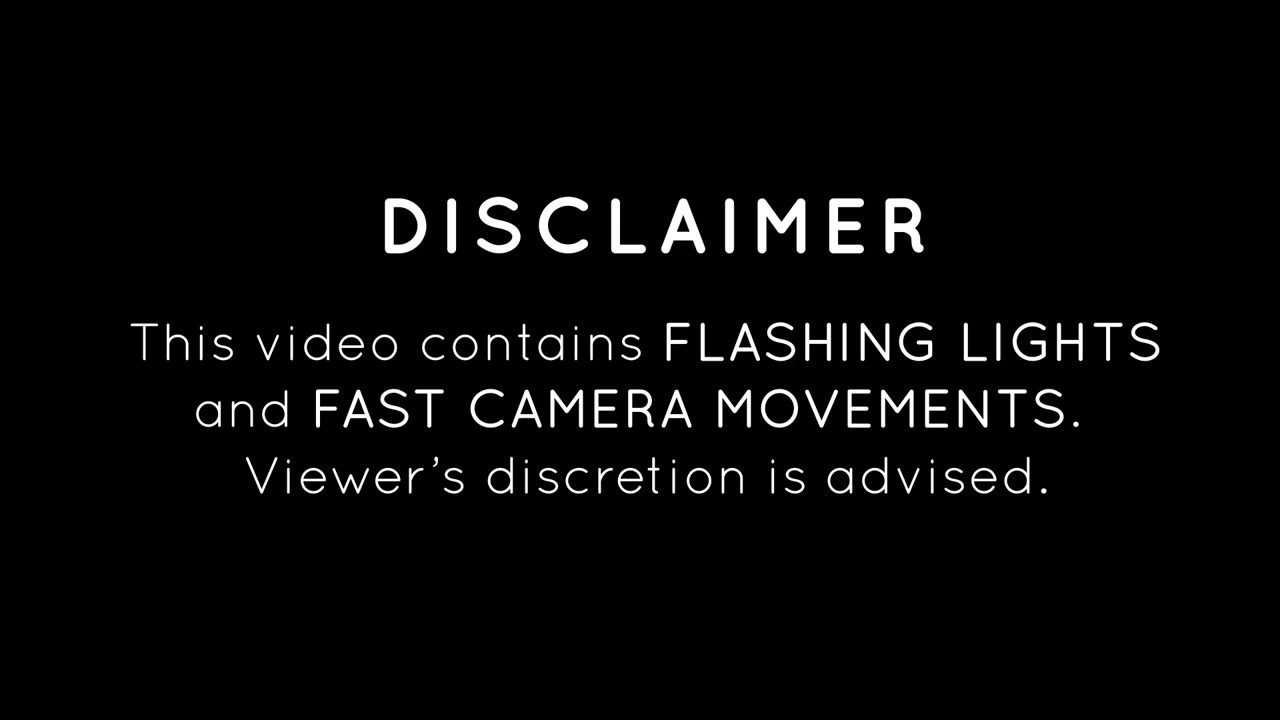 DISCLAIMER
This video contains FLASHING LIGHTS
and FAST CAMERA MOVEMENTS.
Viewer’s discretion is advised.